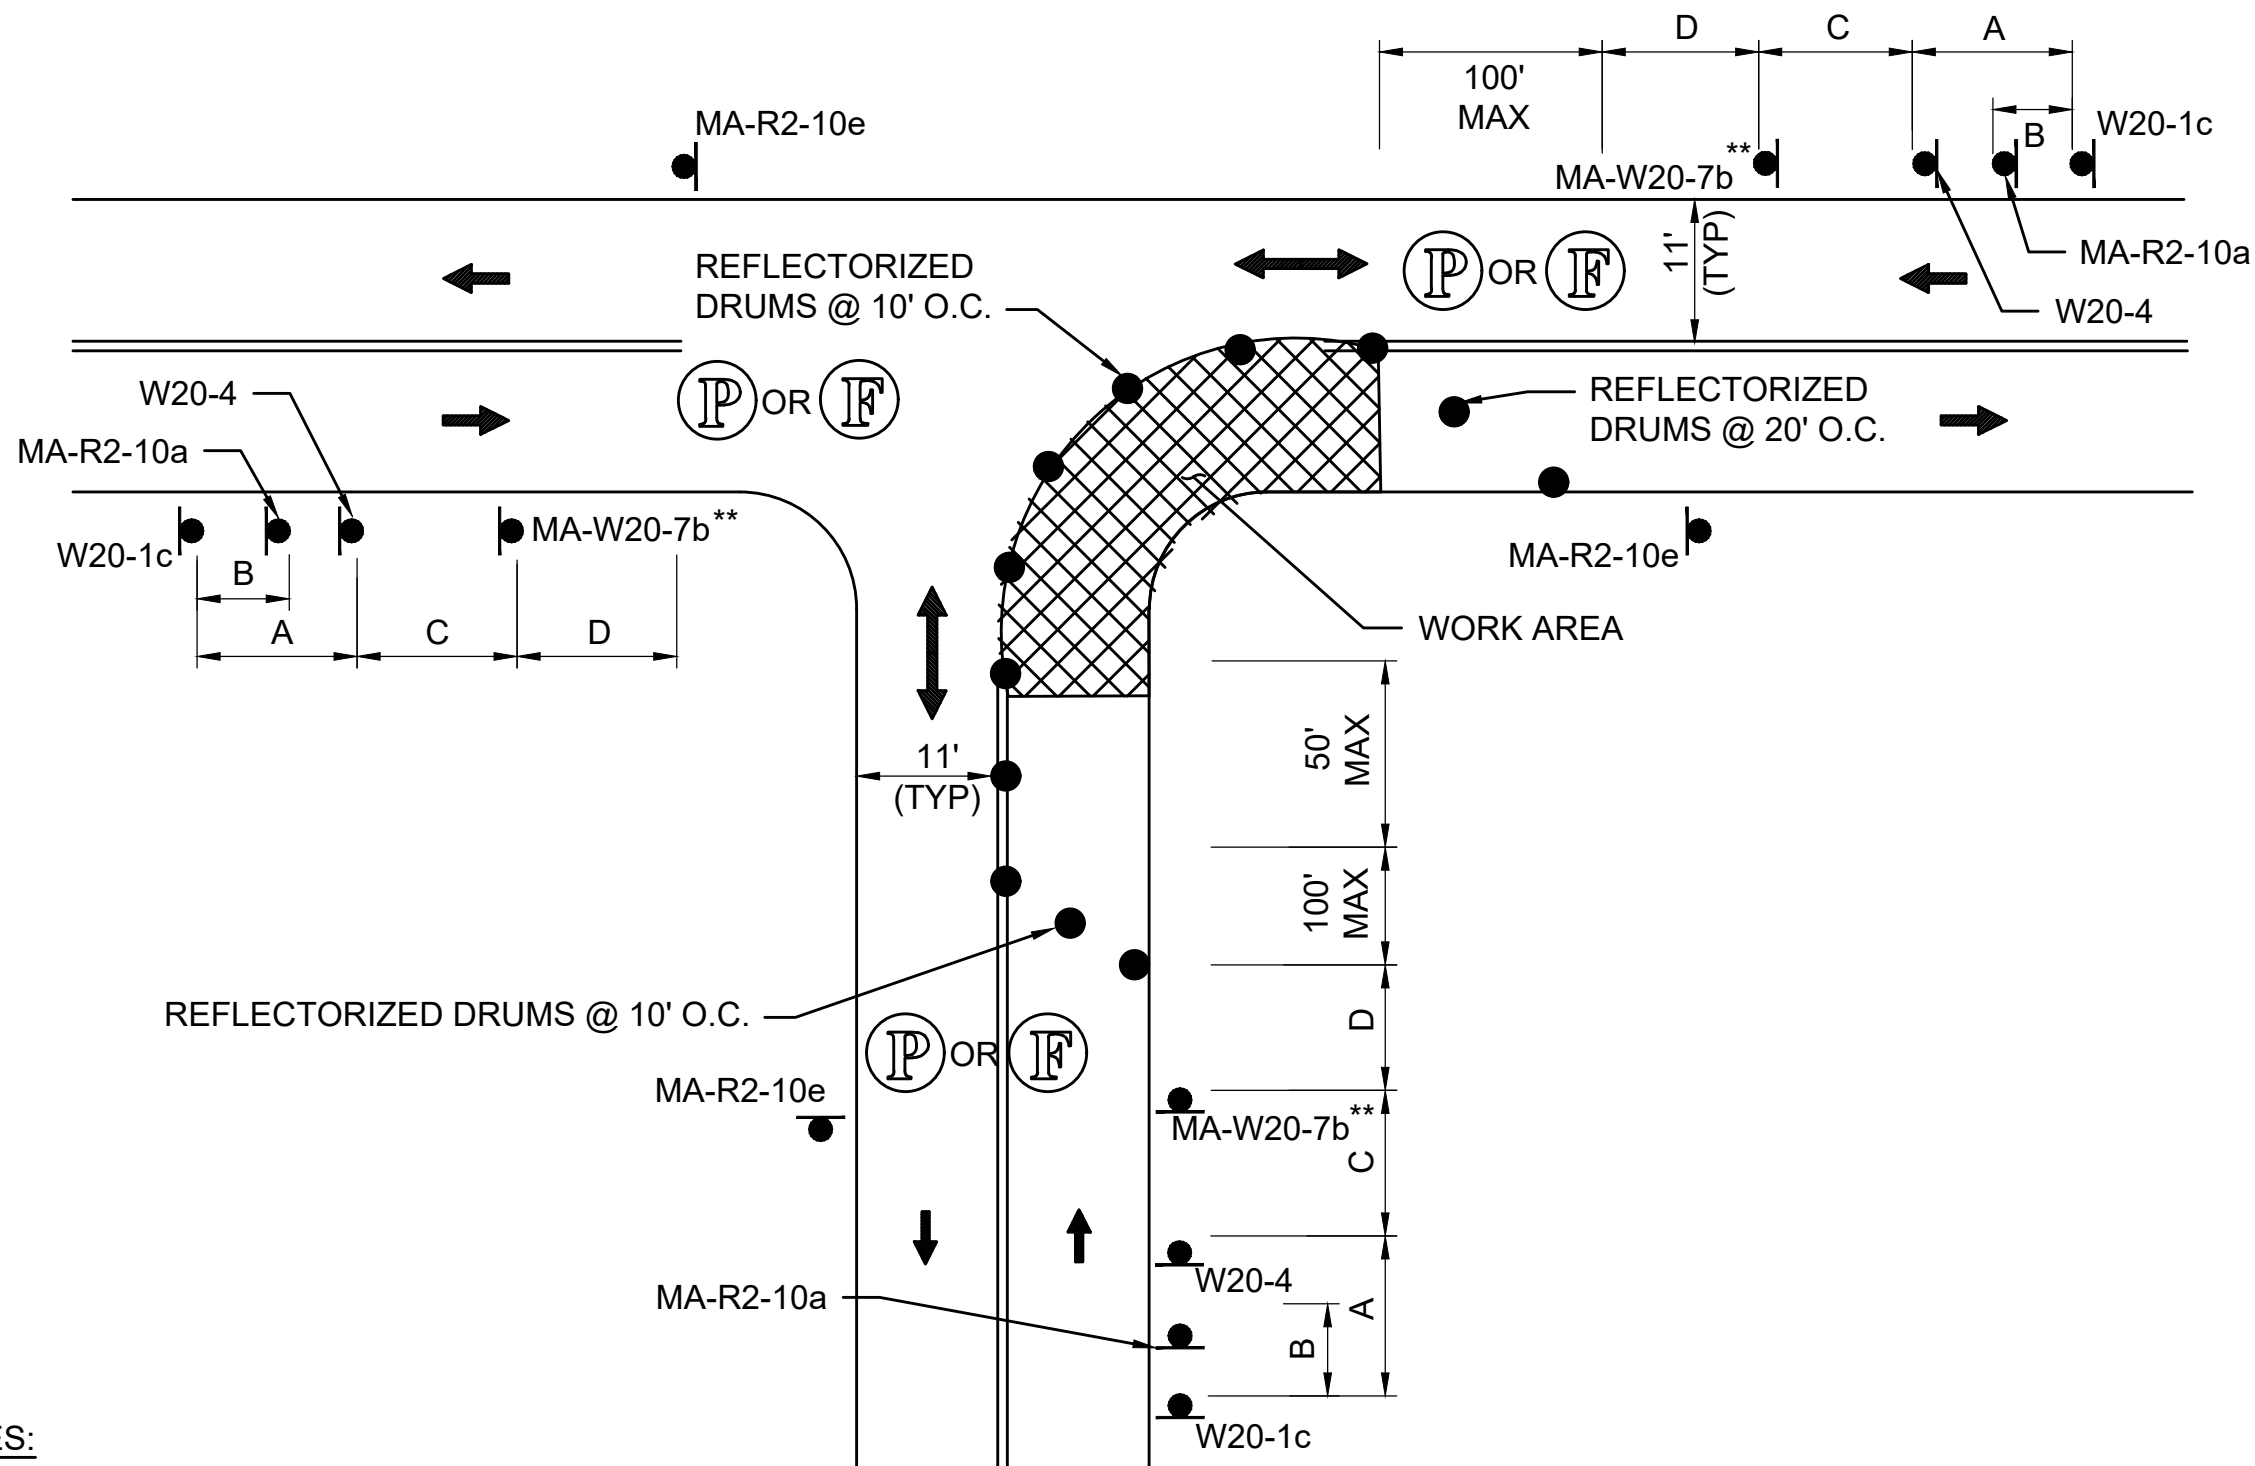 D
C
A
100'
MAX
B
W20-1c
MA-R2-10e
MA-W20-7b**
11'
(TYP)
P OR F
MA-R2-10a
W20-4
REFLECTORIZED
DRUMS @ 10' O.C.
P OR F
W20-4
MA-R2-10a
REFLECTORIZED
DRUMS @ 20' O.C.
MA-W20-7b**
W20-1c
MA-R2-10e
B
A
C
D
WORK AREA
11'
(TYP)
50'
MAX
100'
MAX
REFLECTORIZED DRUMS @ 10' O.C.
D
P OR F
MA-R2-10e
MA-W20-7b**
C
W20-4
MA-R2-10a
A
B
W20-1c
ES: